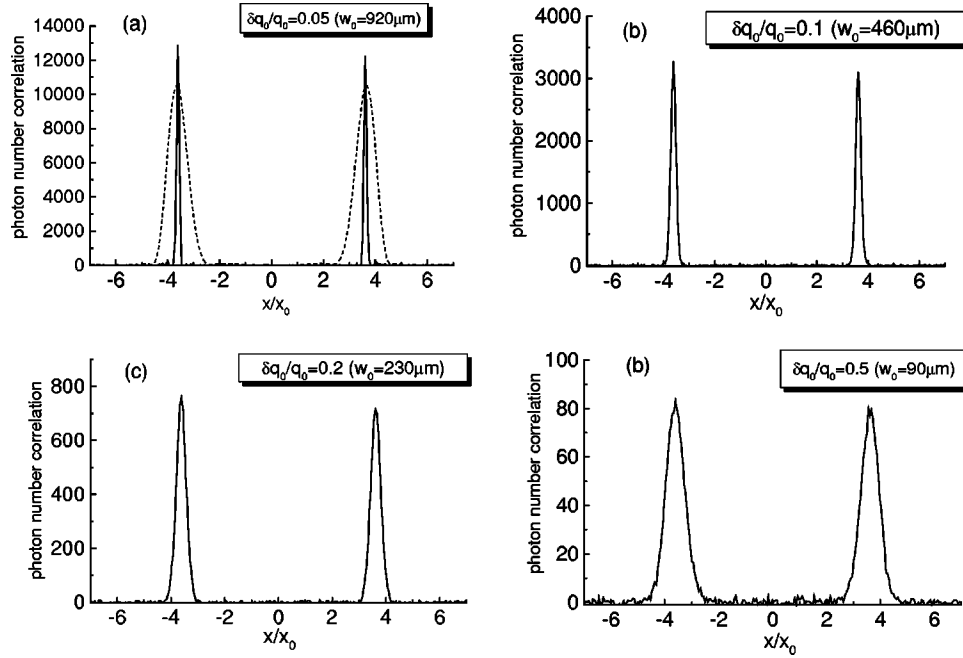 (a)
δq₀/q₀=0.05 (w₀=920μm)
photon number correlation
14000
12000
10000
8000
6000
4000
2000
0
-6 -4 -2 0 2 4 6
x/x₀
(b)
δq₀/q₀=0.1 (w₀=460μm)
photon number correlation
4000
3000
2000
1000
0
-6 -4 -2 0 2 4 6
x/x₀
(c)
δq₀/q₀=0.2 (w₀=230μm)
photon number correlation
800
600
400
200
0
-6 -4 -2 0 2 4 6
x/x₀
(b)
δq₀/q₀=0.5 (w₀=90μm)
photon number correlation
100
80
60
40
20
0
-6 -4 -2 0 2 4 6
x/x₀